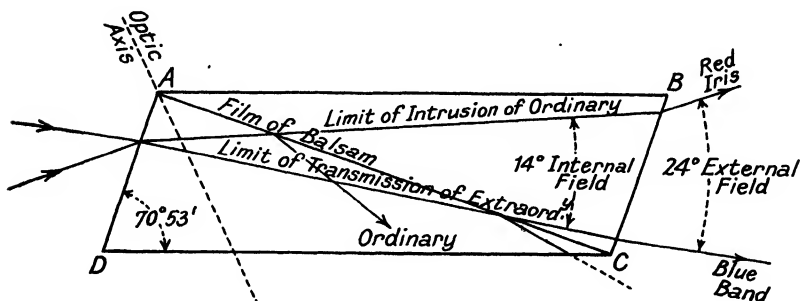 Optic
Axis
A
B
Red
Iris
Film of Balsam
Limit of Intrusion of Ordinary
Limit of Transmission of Extraord.y
14° Internal
Field
24° External
Field
70°53'
Ordinary
D
C
Blue
Band